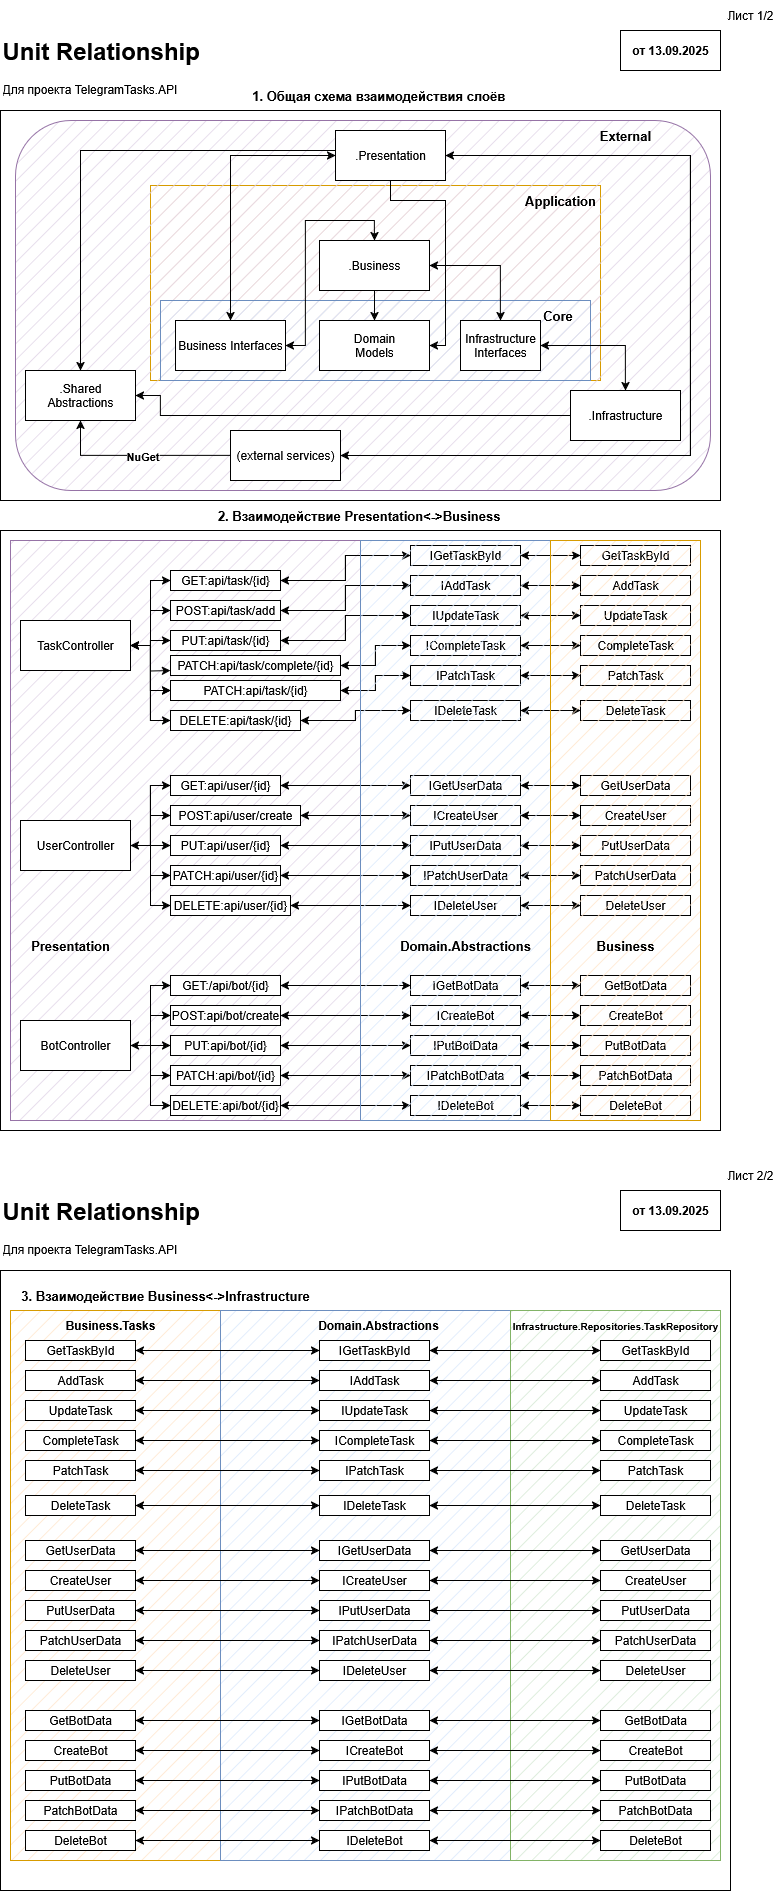 Лист 1/2
Unit Relationship
от 13.09.2025
Для проекта TelegramTasks.API
1. Общая схема взаимодействия слоёв
External
.Presentation
Application
.Business
Core
Business Interfaces
Domain
Models
Infrastructure
Interfaces
.Shared
Abstractions
.Infrastructure
NuGet
(external services)
2. Взаимодействие Presentation<->Business
TaskController
GET:api/task/{id}
IGetTaskById
GetTaskById
POST:api/task/add
IAddTask
AddTask
PUT:api/task/{id}
IUpdateTask
UpdateTask
PATCH:api/task/complete/{id}
ICompleteTask
CompleteTask
PATCH:api/task/{id}
IPatchTask
PatchTask
DELETE:api/task/{id}
IDeleteTask
DeleteTask
UserController
GET:api/user/{id}
IGetUserData
GetUserData
POST:api/user/create
ICreateUser
CreateUser
PUT:api/user/{id}
IPutUserData
PutUserData
PATCH:api/user/{id}
IPatchUserData
PatchUserData
DELETE:api/user/{id}
IDeleteUser
DeleteUser
Presentation
Domain.Abstractions
Business
BotController
GET:/api/bot/{id}
IGetBotData
GetBotData
POST:api/bot/create
ICreateBot
CreateBot
PUT:api/bot/{id}
IPutBotData
PutBotData
PATCH:api/bot/{id}
IPatchBotData
PatchBotData
DELETE:api/bot/{id}
IDeleteBot
DeleteBot
Лист 2/2
Unit Relationship
от 13.09.2025
Для проекта TelegramTasks.API
3. Взаимодействие Business<->Infrastructure
Business.Tasks
Domain.Abstractions
Infrastructure.Repositories.TaskRepository
GetTaskById
IGetTaskById
GetTaskById
AddTask
IAddTask
AddTask
UpdateTask
IUpdateTask
UpdateTask
CompleteTask
ICompleteTask
CompleteTask
PatchTask
IPatchTask
PatchTask
DeleteTask
IDeleteTask
DeleteTask
GetUserData
IGetUserData
GetUserData
CreateUser
ICreateUser
CreateUser
PutUserData
IPutUserData
PutUserData
PatchUserData
IPatchUserData
PatchUserData
DeleteUser
IDeleteUser
DeleteUser
GetBotData
IGetBotData
GetBotData
CreateBot
ICreateBot
CreateBot
PutBotData
IPutBotData
PutBotData
PatchBotData
IPatchBotData
PatchBotData
DeleteBot
IDeleteBot
DeleteBot